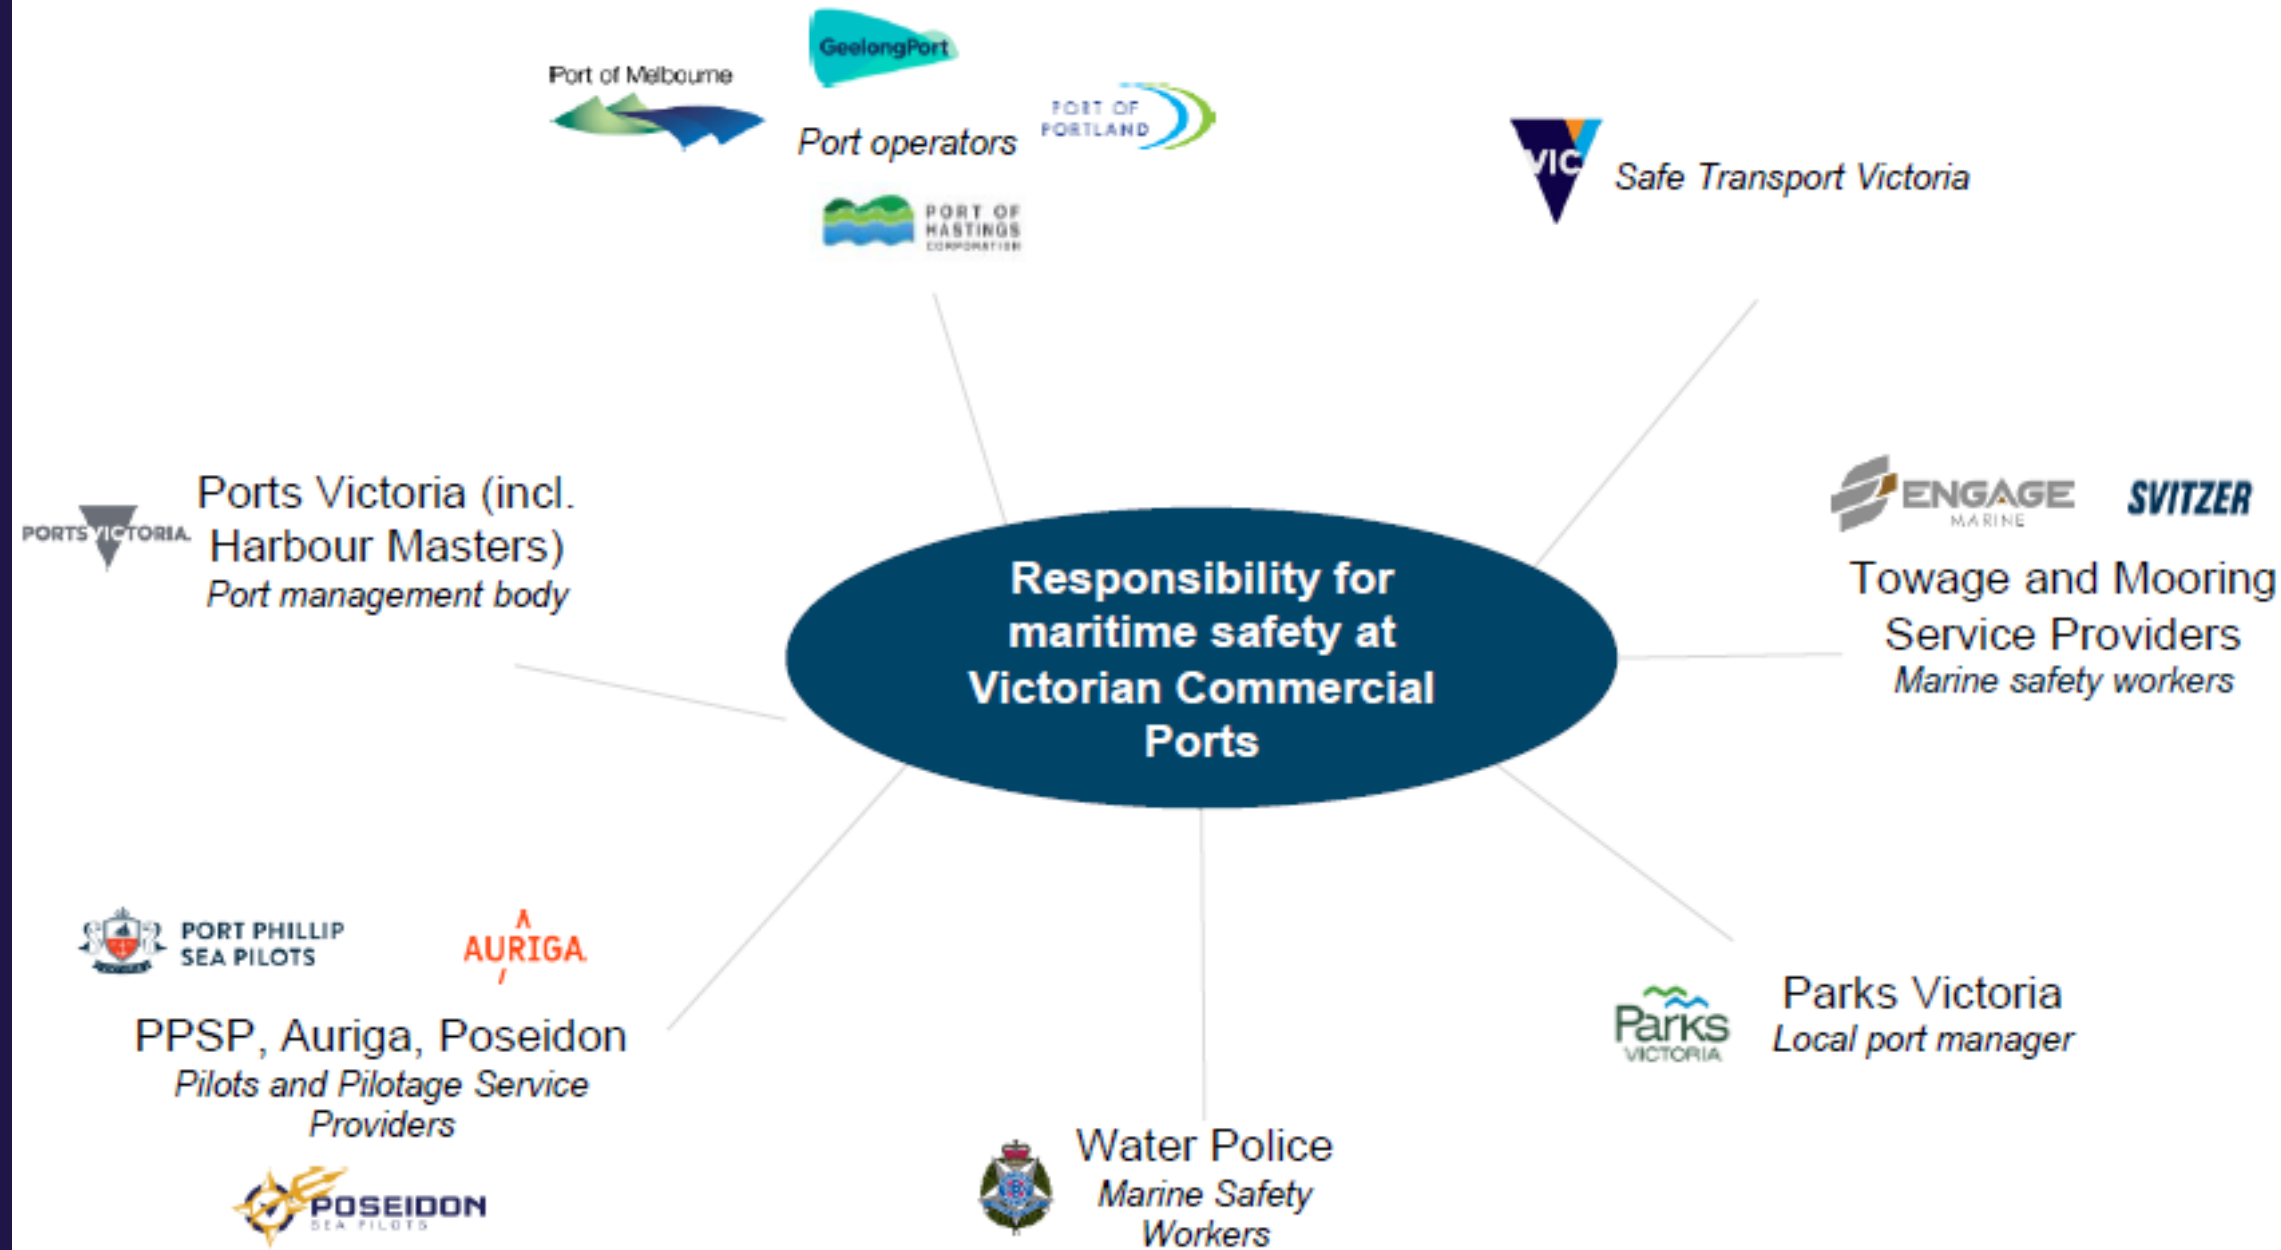 Port of Melbourne
GeelongPort
PORT OF
PORTLAND
Port operators
PORT OF
HASTINGS
CORPORATION
VIC
Safe Transport Victoria
PORTS VICTORIA
Ports Victoria (incl.
Harbour Masters)
Port management body
ENGAGE
MARINE
SVITZER
Towage and Mooring
Service Providers
Marine safety workers
Responsibility for
maritime safety at
Victorian Commercial
Ports
PORT PHILLIP
SEA PILOTS
AURIGA
PPSP, Auriga, Poseidon
Pilots and Pilotage Service
Providers
POSEIDON
SEA PILOTS
Water Police
Marine Safety
Workers
Parks
VICTORIA
Parks Victoria
Local port manager